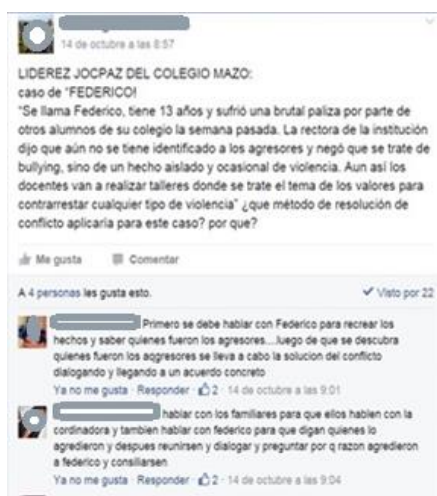 14 de octubre a las 8:57
LIDEREZ JOCPAZ DEL COLEGIO MAZO:
caso de "FEDERICO!
"Se llama Federico, tiene 13 años y sufrió una brutal paliza por parte de
otros alumnos de su colegio la semana pasada. La rectora de la institución
dijo que aún no se tiene identificado a los agresores y negó que se trate de
bullying, sino de un hecho aislado y ocasional de violencia. Aun así los
docentes van a realizar talleres donde se trate el tema de los valores para
contrarrestar cualquier tipo de violencia" ¿que método de resolución de
conflicto aplicaría para este caso? por que?
Me gusta Comentar
A 4 personas les gusta esto. Visto por 22
Primero se debe hablar con Federico para recrear los
hechos y saber quienes fueron los agresores....luego de que se descubra
quienes fueron los aqgresores se lleva a cabo la solucion del conflicto
dialogando y llegando a un acuerdo concreto
Ya no me gusta · Responder · 2 · 14 de octubre a las 9:01
hablar con los familiares para que ellos hablen con la
cordinadora y tambien hablar con federico para que digan quienes lo
agredieron y despues reunirsen y dialogar y preguntar por q razon agredieron
a federico y consiliarsen
Ya no me gusta · Responder · 2 · 14 de octubre a las 9:04